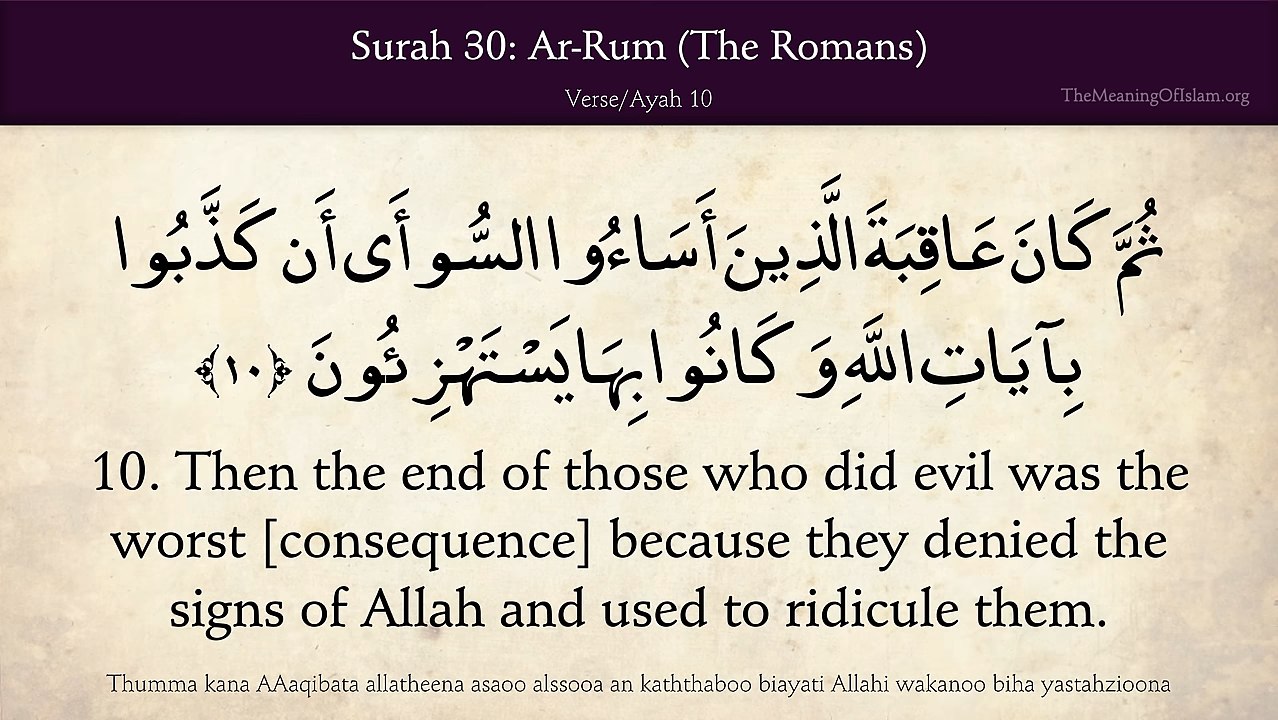 Surah 30: Ar-Rum (The Romans)
Verse/Ayah 10
TheMeaningOfIslam.org
ثُمَّ كَانَ عَاقِبَةَ الَّذِينَ أَسَاءُوا السُّوأَى أَن كَذَّبُوا
بِآيَاتِ اللَّهِ وَكَانُوا بِهَا يَسْتَهْزِئُونَ ﴿١٠﴾
10. Then the end of those who did evil was the
worst [consequence] because they denied the
signs of Allah and used to ridicule them.
Thumma kana AAaqibata allatheena asaoo alssooa an kaththaboo biayati Allahi wakanoo biha yastahzioona